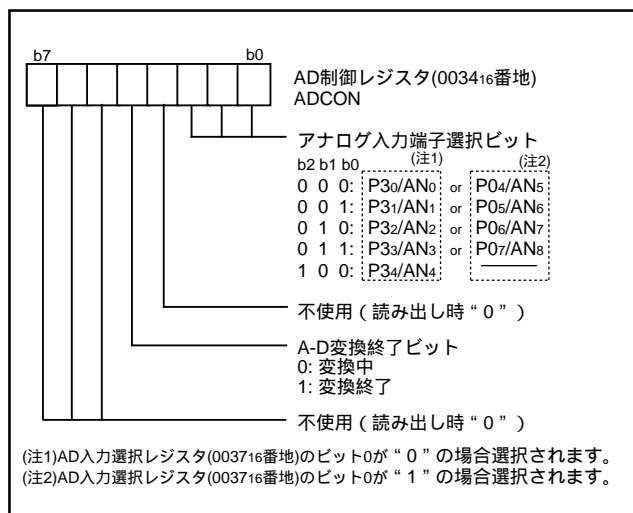 b7 b0
AD制御レジスタ(003416番地)
ADCON
アナログ入力端子選択ビット
b2 b1 b0 (注1) (注2)
0 0 0: P30/AN0 or P04/AN5
0 0 1: P31/AN1 or P05/AN6
0 1 0: P32/AN2 or P06/AN7
0 1 1: P33/AN3 or P07/AN8
1 0 0: P34/AN4
不使用(読み出し時“0”)
A-D変換終了ビット
0: 変換中
1: 変換終了
不使用(読み出し時“0”)
(注1)AD入力選択レジスタ(003716番地)のビット0が“0”の場合選択されます。
(注2)AD入力選択レジスタ(003716番地)のビット0が“1”の場合選択されます。